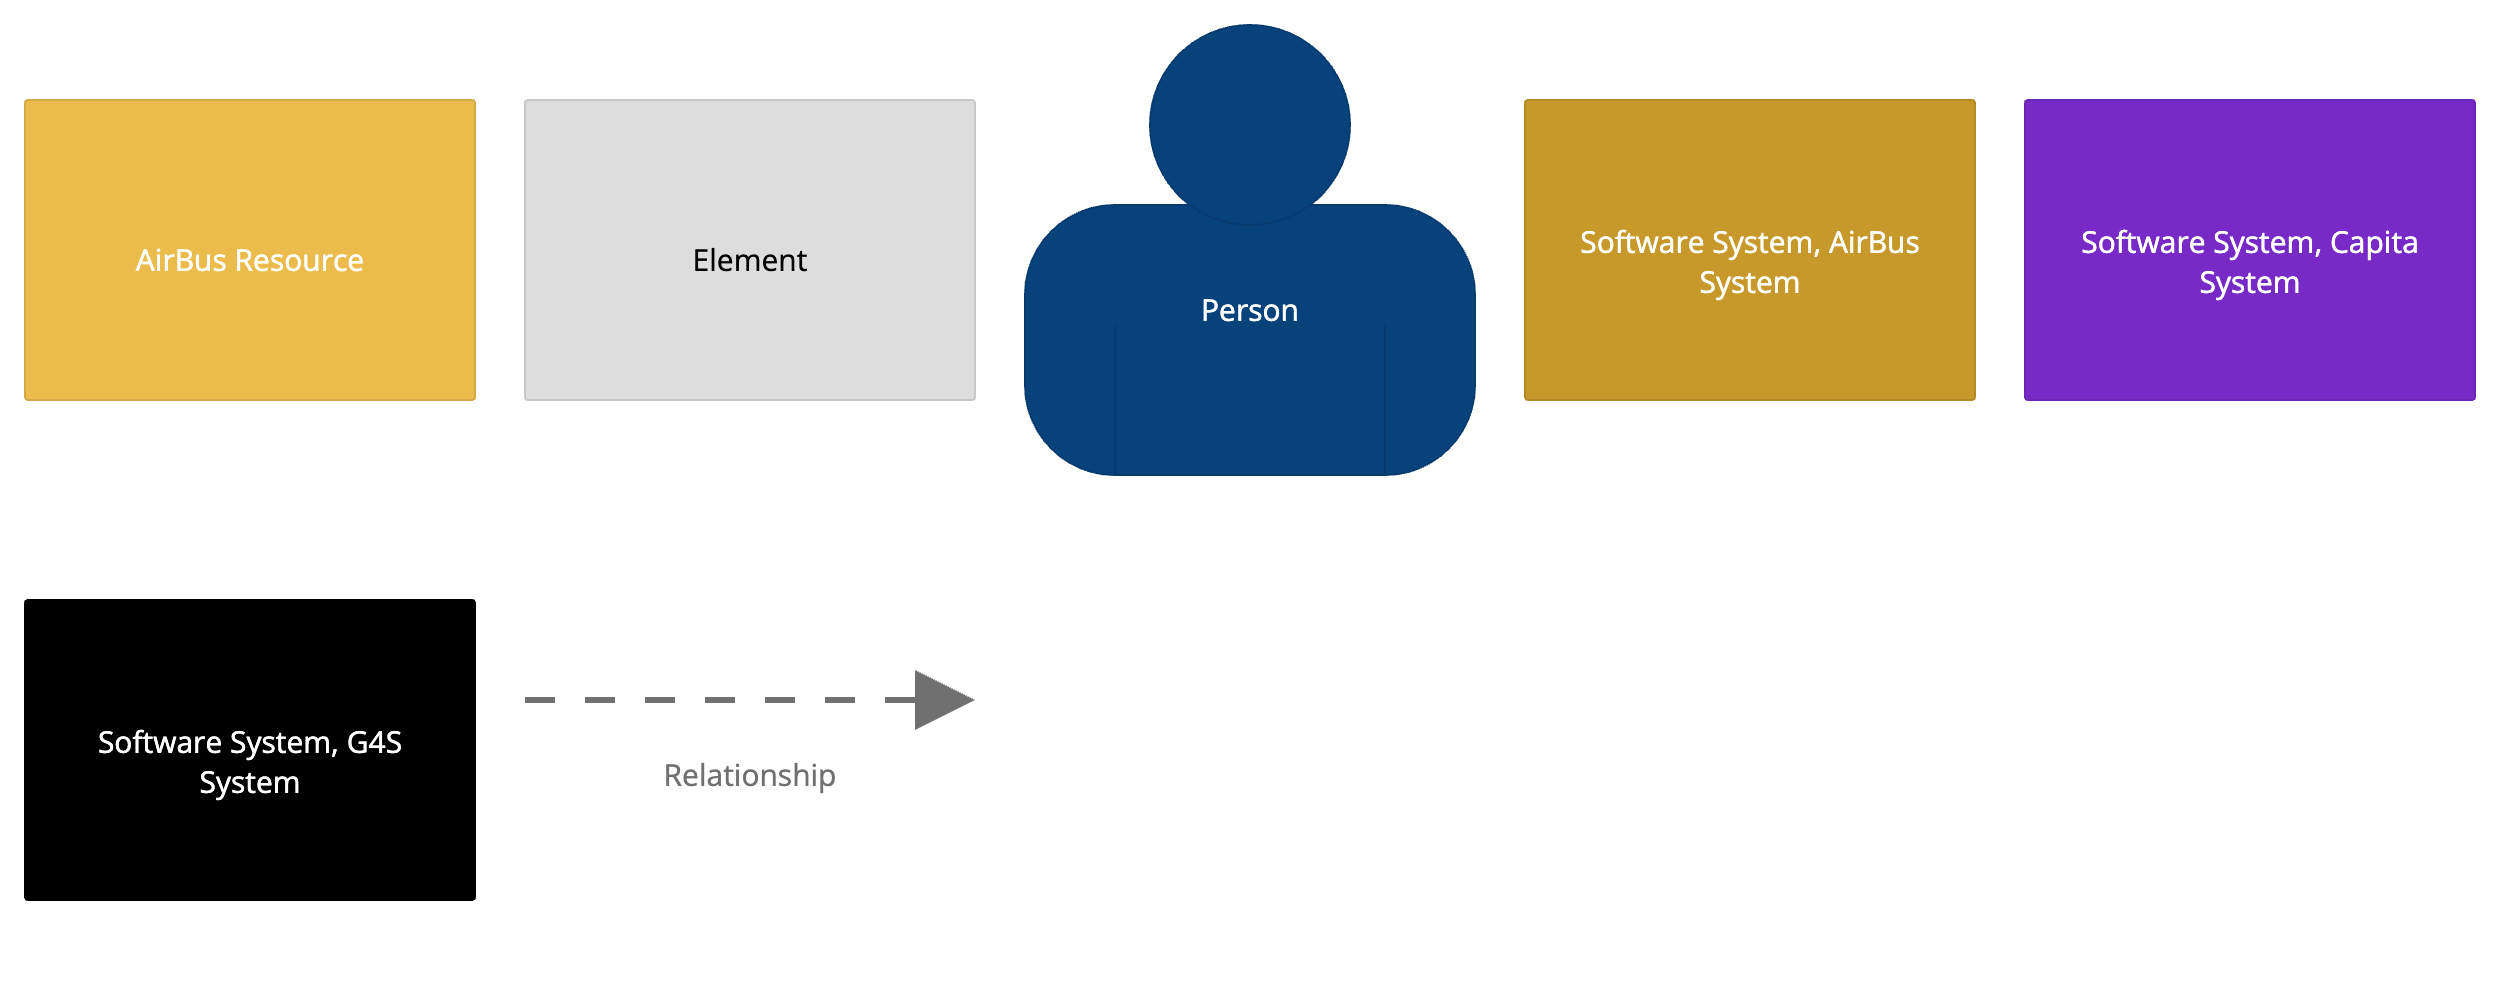 AirBus Resource
Element
Person
Software System, AirBus
System
Software System, Capita
System
Software System, G4S
System
Relationship